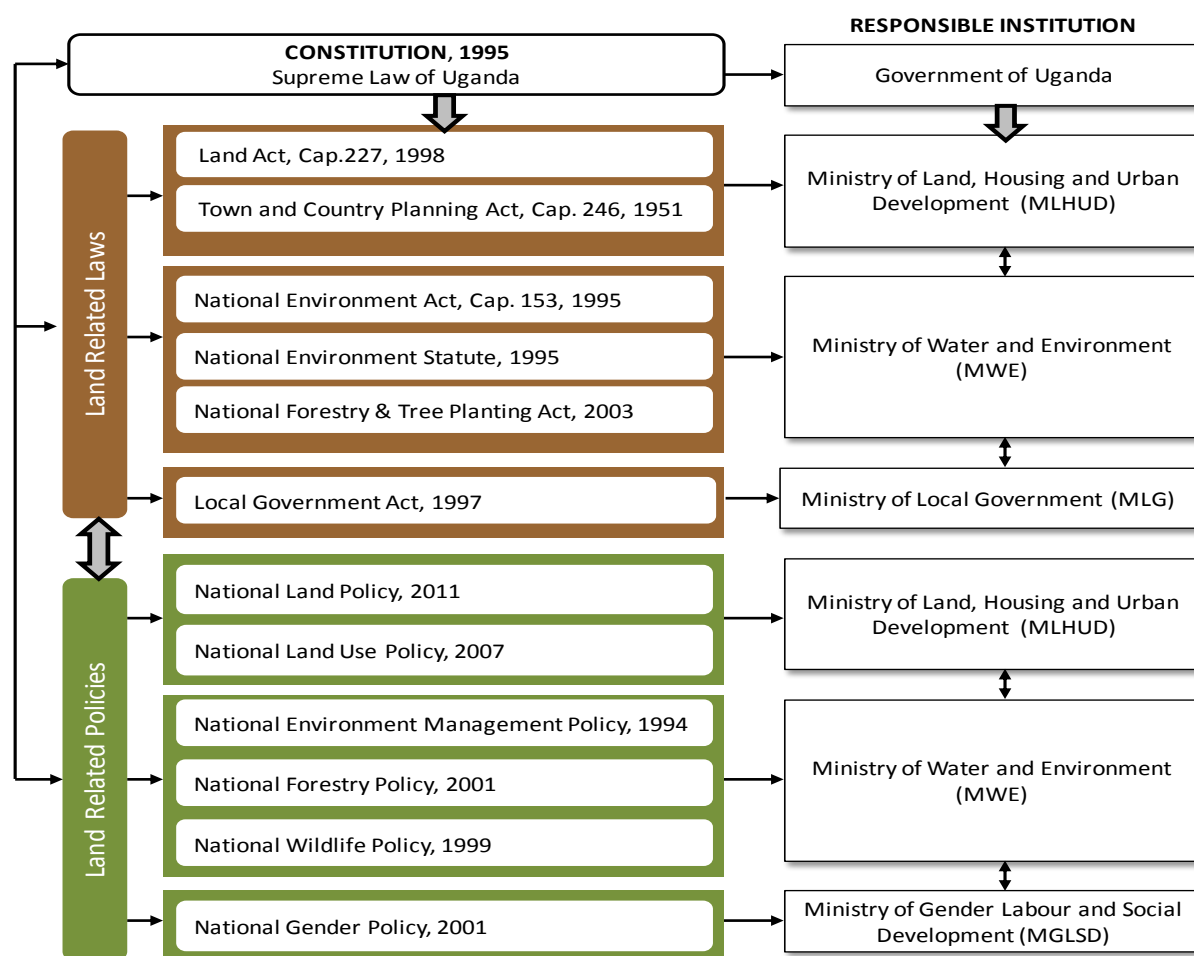 RESPONSIBLE INSTITUTION
CONSTITUTION, 1995
Supreme Law of Uganda
Government of Uganda
Land Related Laws
Land Act, Cap.227, 1998
Town and Country Planning Act, Cap. 246, 1951
Ministry of Land, Housing and Urban
Development (MLHUD)
National Environment Act, Cap. 153, 1995
National Environment Statute, 1995
National Forestry & Tree Planting Act, 2003
Ministry of Water and Environment
(MWE)
Local Government Act, 1997
Ministry of Local Government (MLG)
Land Related Policies
National Land Policy, 2011
National Land Use Policy, 2007
Ministry of Land, Housing and Urban
Development (MLHUD)
National Environment Management Policy, 1994
National Forestry Policy, 2001
National Wildlife Policy, 1999
Ministry of Water and Environment
(MWE)
National Gender Policy, 2001
Ministry of Gender Labour and Social
Development (MGLSD)